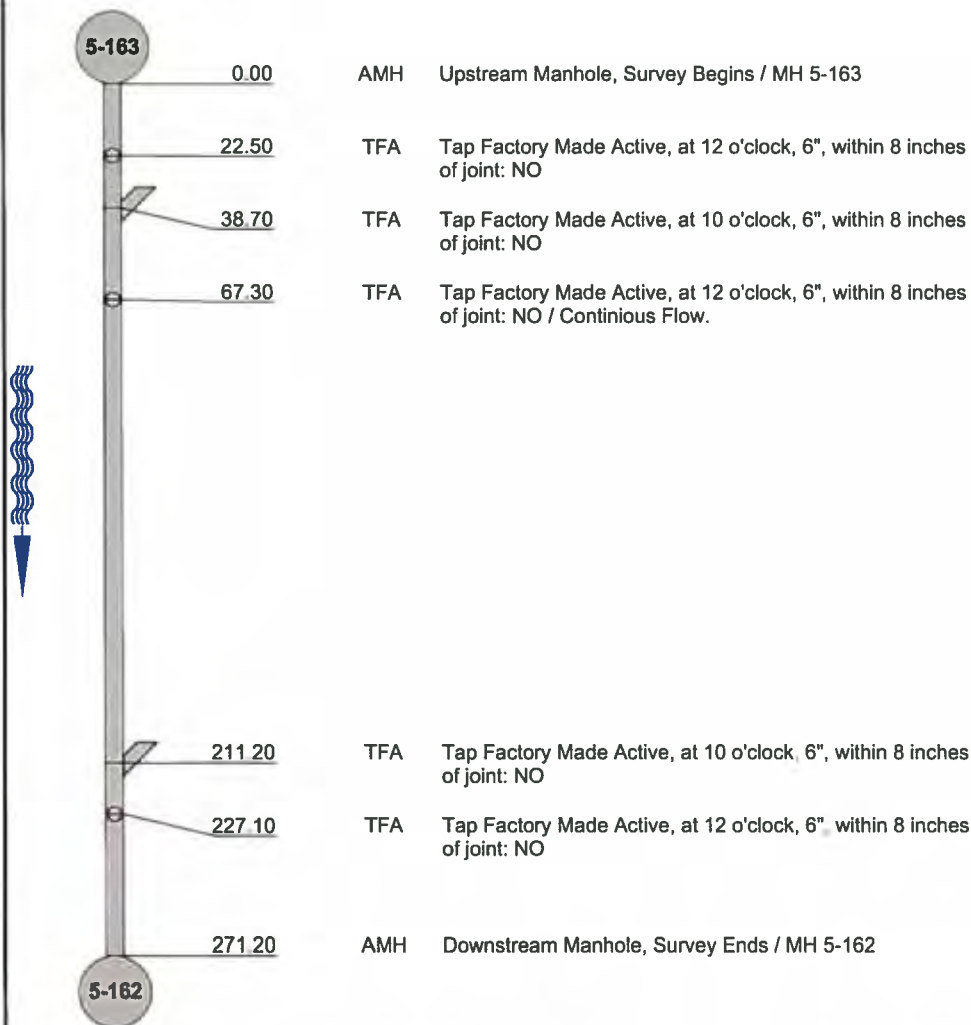 5-163
0.00 AMH Upstream Manhole, Survey Begins / MH 5-163
22.50 TFA Tap Factory Made Active, at 12 o'clock, 6", within 8 inches
of joint: NO
38.70 TFA Tap Factory Made Active, at 10 o'clock, 6", within 8 inches
of joint: NO
67.30 TFA Tap Factory Made Active, at 12 o'clock, 6", within 8 inches
of joint: NO / Continious Flow.
211.20 TFA Tap Factory Made Active, at 10 o'clock, 6", within 8 inches
of joint: NO
227.10 TFA Tap Factory Made Active, at 12 o'clock, 6", within 8 inches
of joint: NO
271.20 AMH Downstream Manhole, Survey Ends / MH 5-162
5-162